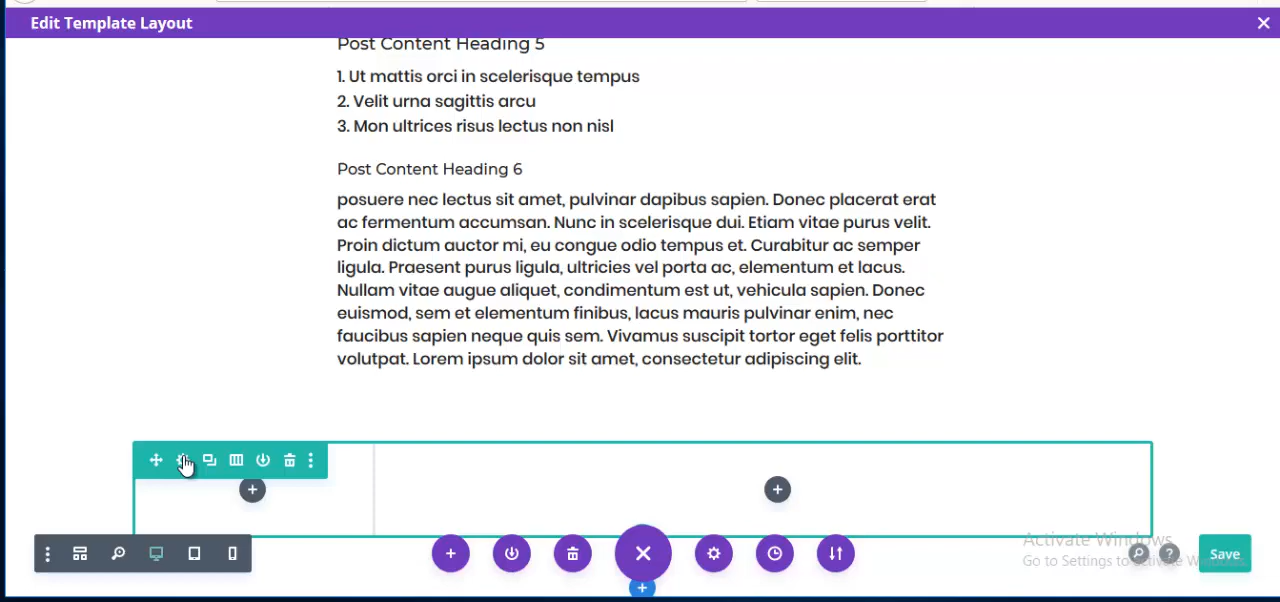 Edit Template Layout
Post Content Heading 5
1. Ut mattis orci in scelerisque tempus
2. Velit urna sagittis arcu
3. Mon ultrices risus lectus non nisl
Post Content Heading 6
posuere nec lectus sit amet, pulvinar dapibus sapien. Donec placerat erat
ac fermentum accumsan. Nunc in scelerisque dui. Etiam vitae purus velit.
Proin dictum auctor mi, eu congue odio tempus et. Curabitur ac semper
ligula. Praesent purus ligula, ultricies vel porta ac, elementum et lacus.
Nullam vitae augue aliquet, condimentum est ut, vehicula sapien. Donec
euismod, sem et elementum finibus, lacus mauris pulvinar enim, nec
faucibus sapien neque quis sem. Vivamus suscipit tortor eget felis porttitor
volutpat. Lorem ipsum dolor sit amet, consectetur adipiscing elit.
Activate Windows
Go to Settings to activate Windows.
Save